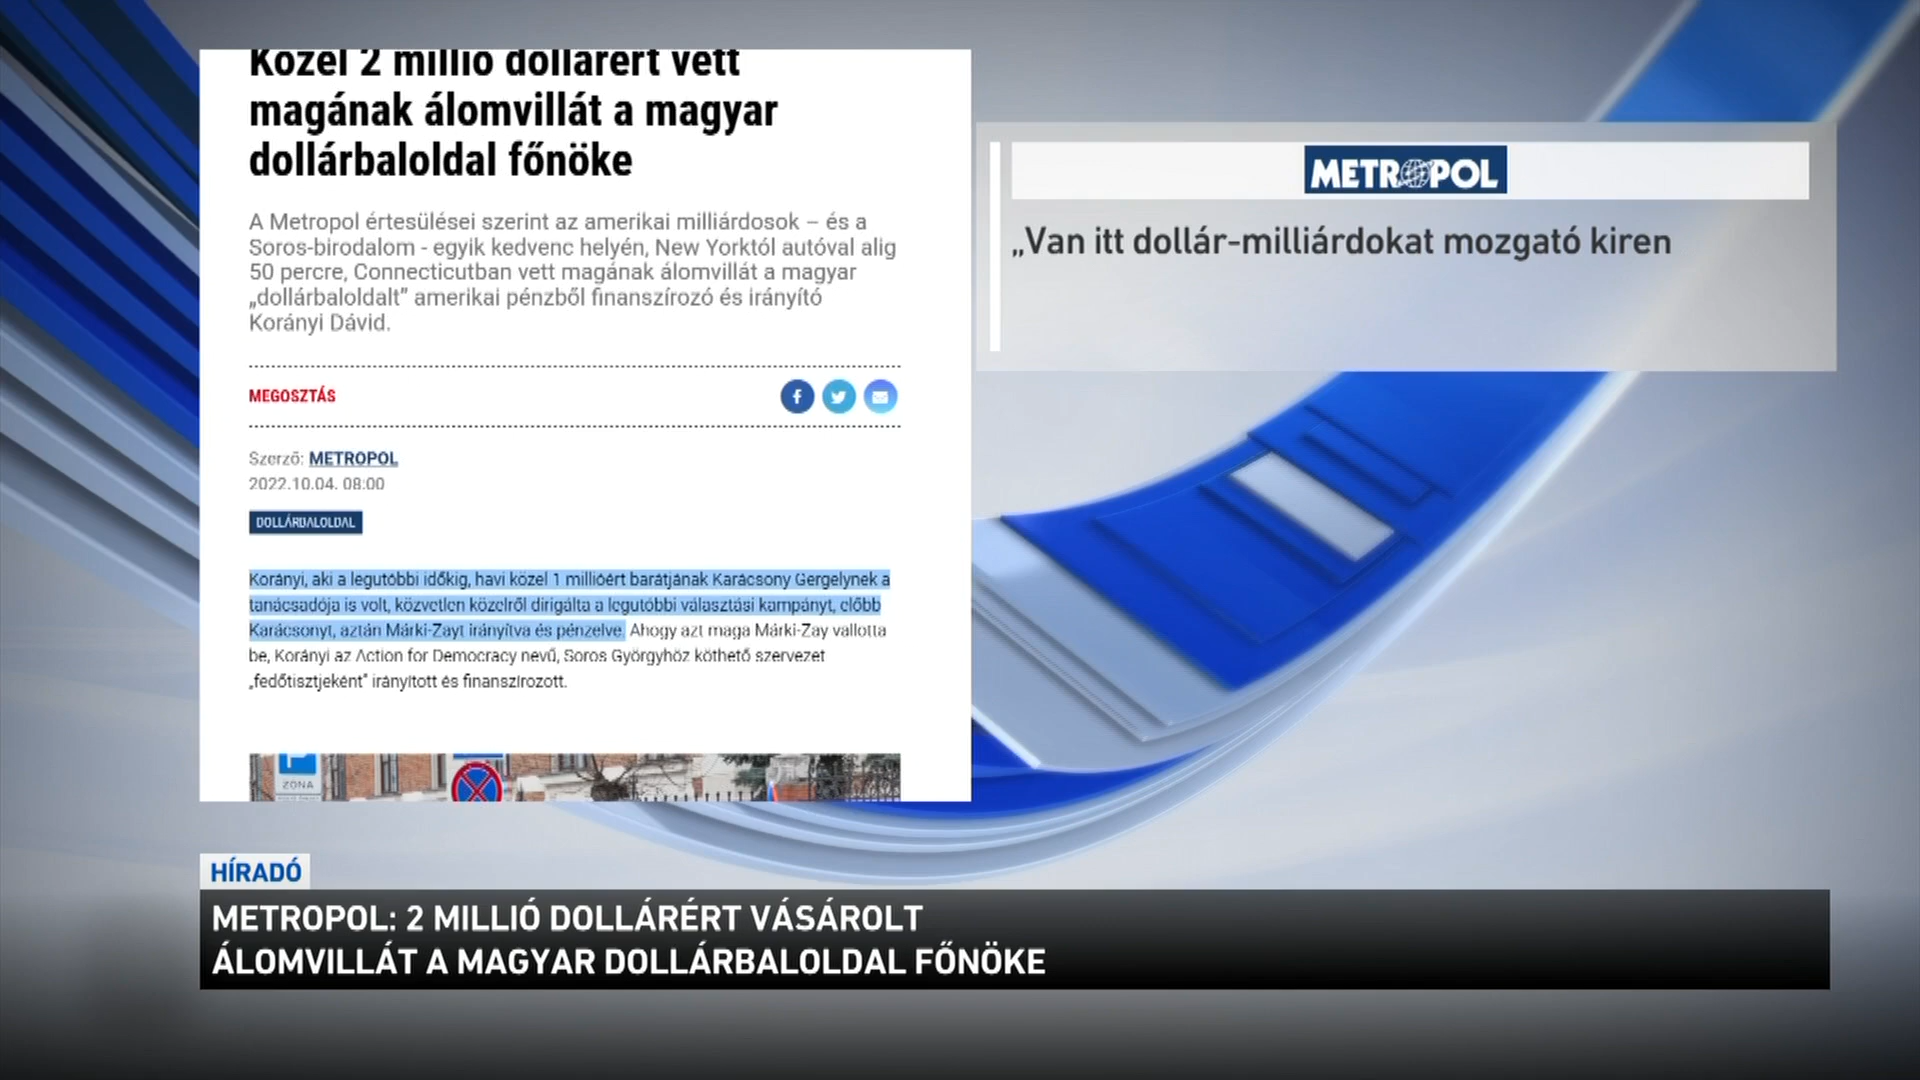 Közel 2 millió dollárért vett
magának álomvillát a magyar
dollárbaloldal főnöke
A Metropol értesülései szerint az amerikai milliárdosok – és a
Soros-birodalom - egyik kedvenc helyén, New Yorktól autóval alig
50 percre, Connecticutban vett magának álomvillát a magyar
„dollárbaloldalt” amerikai pénzből finanszírozó és irányító
Korányi Dávid.
MEGOSZTÁS
Szerző: METROPOL
2022.10.04. 08:00
DOLLÁRBALOLDAL
Korányi, aki a legutóbbi időkig, havi közel 1 millióért barátjának Karácsony Gergelynek a
tanácsadója is volt, közvetlen közelről dirigálta a legutóbbi választási kampányt, előbb
Karácsonyt, aztán Márki-Zayt irányítva és pénzelve. Ahogy azt maga Márki-Zay vallotta
be, Korányi az Action for Democracy nevű, Soros Györgyhöz köthető szervezet
„fedőtisztjeként” irányított és finanszírozott.
P
ZÓNA
METROPOL
„Van itt dollár-milliárdokat mozgató kiren
HÍRADÓ
METROPOL: 2 MILLIÓ DOLLÁRÉRT VÁSÁROLT
ÁLOMVILLÁT A MAGYAR DOLLÁRBALOLDAL FŐNÖKE